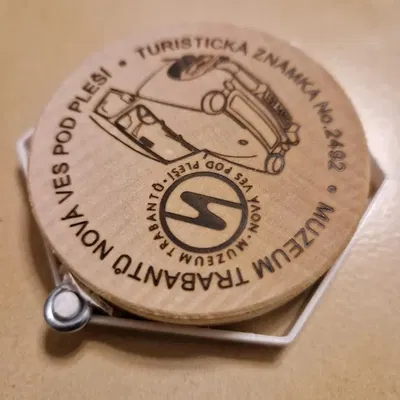 TURISTICKÁ ZNÁMKA No.2482 • MUZEUM TRABANTŮ NOVÁ VES POD PLEŠÍ •
MUZEUM TRABANTŮ • NOVÁ VES POD PLEŠÍ •